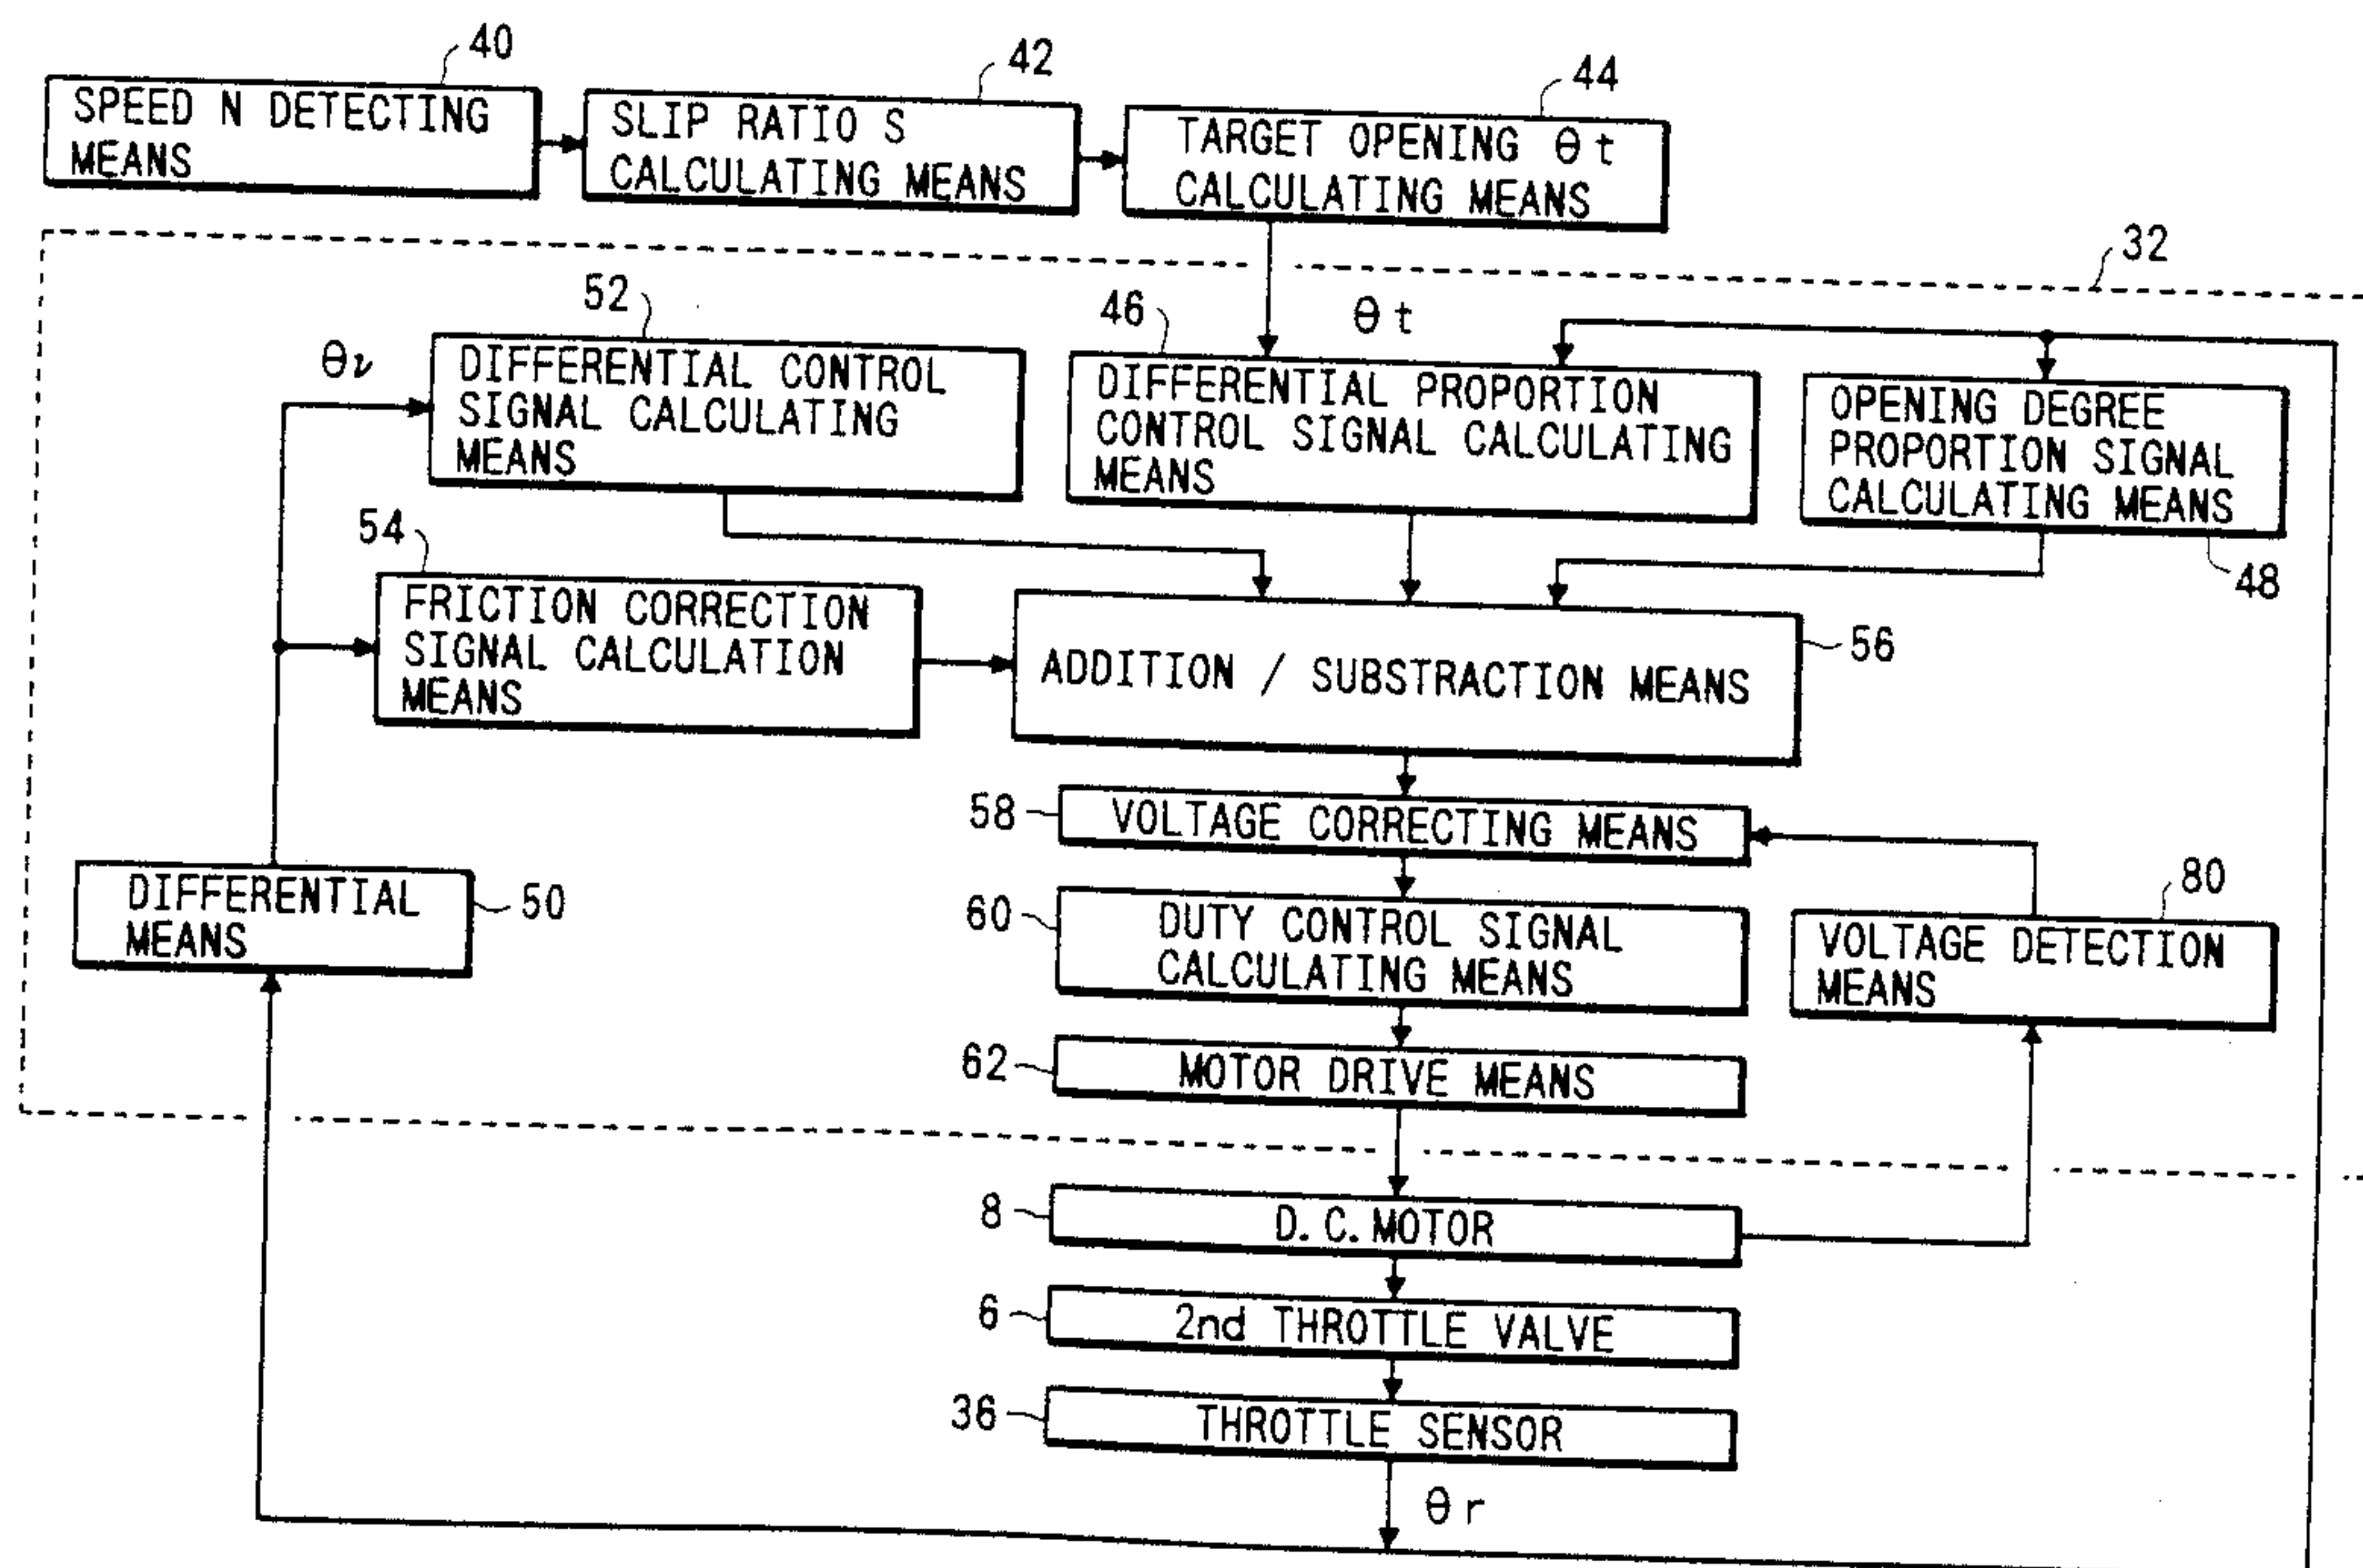 40
42
44
SPEED N DETECTING
MEANS
SLIP RATIO S
CALCULATING MEANS
TARGET OPENING θt
CALCULATING MEANS
32
52
46
θt
θν
DIFFERENTIAL CONTROL
SIGNAL CALCULATING
MEANS
DIFFERENTIAL PROPORTION
CONTROL SIGNAL CALCULATING
MEANS
OPENING DEGREE
PROPORTION SIGNAL
CALCULATING MEANS
48
54
FRICTION CORRECTION
SIGNAL CALCULATION
MEANS
ADDITION / SUBSTRACTION MEANS
56
58
VOLTAGE CORRECTING MEANS
DIFFERENTIAL
MEANS
50
60
DUTY CONTROL SIGNAL
CALCULATING MEANS
80
VOLTAGE DETECTION
MEANS
62
MOTOR DRIVE MEANS
8
D. C. MOTOR
6
2nd THROTTLE VALVE
36
THROTTLE SENSOR
θr